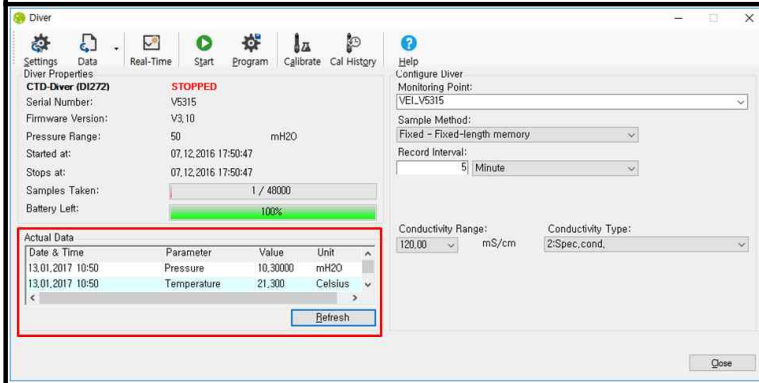 Diver
Settings Data Real-Time Start Program Calibrate Cal History Help
Diver Properties
CTD-Diver (DI272) STOPPED
Serial Number: V5315
Firmware Version: V3,10
Pressure Range: 50 mH2O
Started at: 07,12,2016 17:50:47
Stops at: 07,12,2016 17:50:47
Samples Taken: 1 / 48000
Battery Left: 100%
Actual Data
Date & Time Parameter Value Unit
13,01,2017 10:50 Pressure 10,30000 mH2O
13,01,2017 10:50 Temperature 21,300 Celsius
Refresh
Configure Diver
Monitoring Point:
VEI_V5315
Sample Method:
Fixed - Fixed-length memory
Record Interval:
5 Minute
Conductivity Range: Conductivity Type:
120,00 mS/cm 2:Spec,cond,
Close